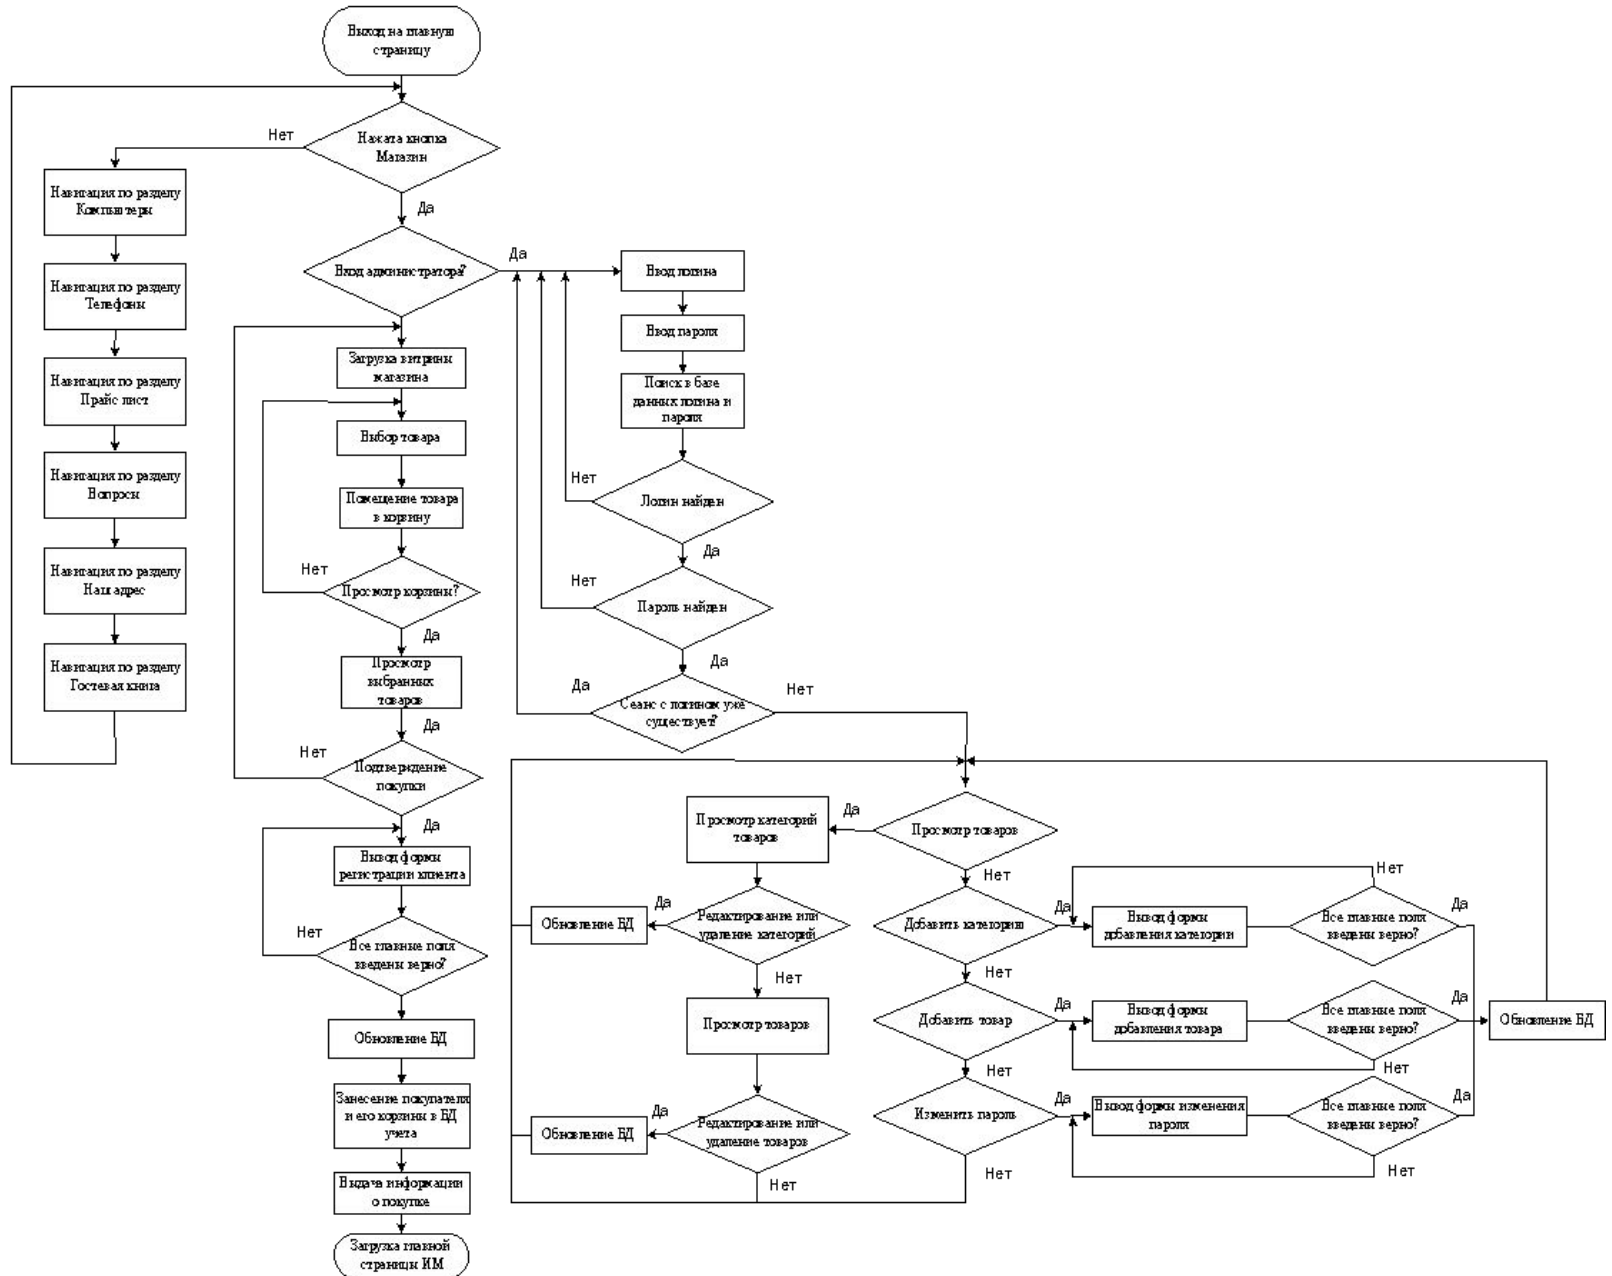 Выход на главную
страницу
Нажата кнопка
Магазин
Нет
Да
Навигация по разделу
Компьютеры
Навигация по разделу
Телефоны
Навигация по разделу
Прайс лист
Навигация по разделу
Вопросы
Навигация по разделу
Наш адрес
Навигация по разделу
Гостевая книга
Вход администратора?
Да
Загрузка витрины
магазина
Выбор товара
Помещение товара
в корзину
Просмотр корзины?
Нет
Да
Просмотр
выбранных
товаров
Да
Подтверждение
покупки
Нет
Да
Вывод формы
регистрации клиента
Все главные поля
введены верно?
Нет
Обновление БД
Занесение покупателя
и его корзины в БД
учета
Выдача информации
о покупке
Загрузка главной
страницы ИМ
Ввод логина
Ввод пароля
Поиск в базе
данных логина и
пароля
Логин найден
Нет
Да
Пароль найден
Нет
Да
Сеанс с логином уже
существует?
Да
Нет
Просмотр товаров
Да
Нет
Просмотр категорий
товаров
Редактирование или
удаление категорий
Да
Обновление БД
Нет
Просмотр товаров
Редактирование или
удаление товаров
Да
Обновление БД
Нет
Добавить категорию
Да
Нет
Вывод формы
добавления категории
Все главные поля
введены верно?
Нет
Да
Добавить товар
Да
Нет
Вывод формы
добавления товара
Все главные поля
введены верно?
Да
Нет
Обновление БД
Изменить пароль
Да
Нет
Вывод формы изменения
пароля
Все главные поля
введены верно?
Да
Нет